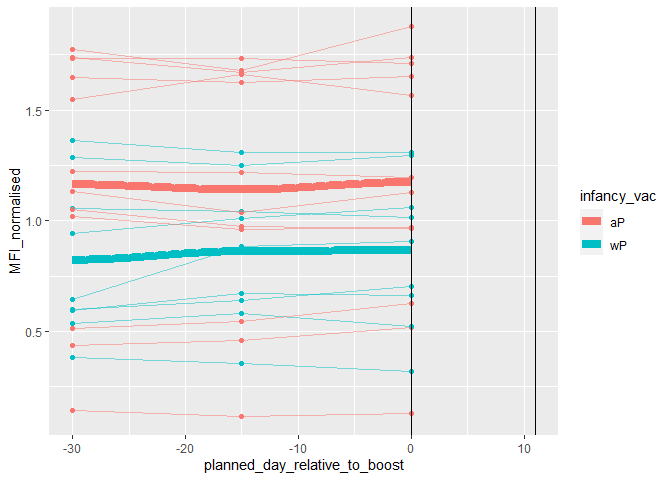 1.5
1.0
0.5
MFI_normalised
-30
-20
-10
0
10
planned_day_relative_to_boost
infancy_vac
aP
wP